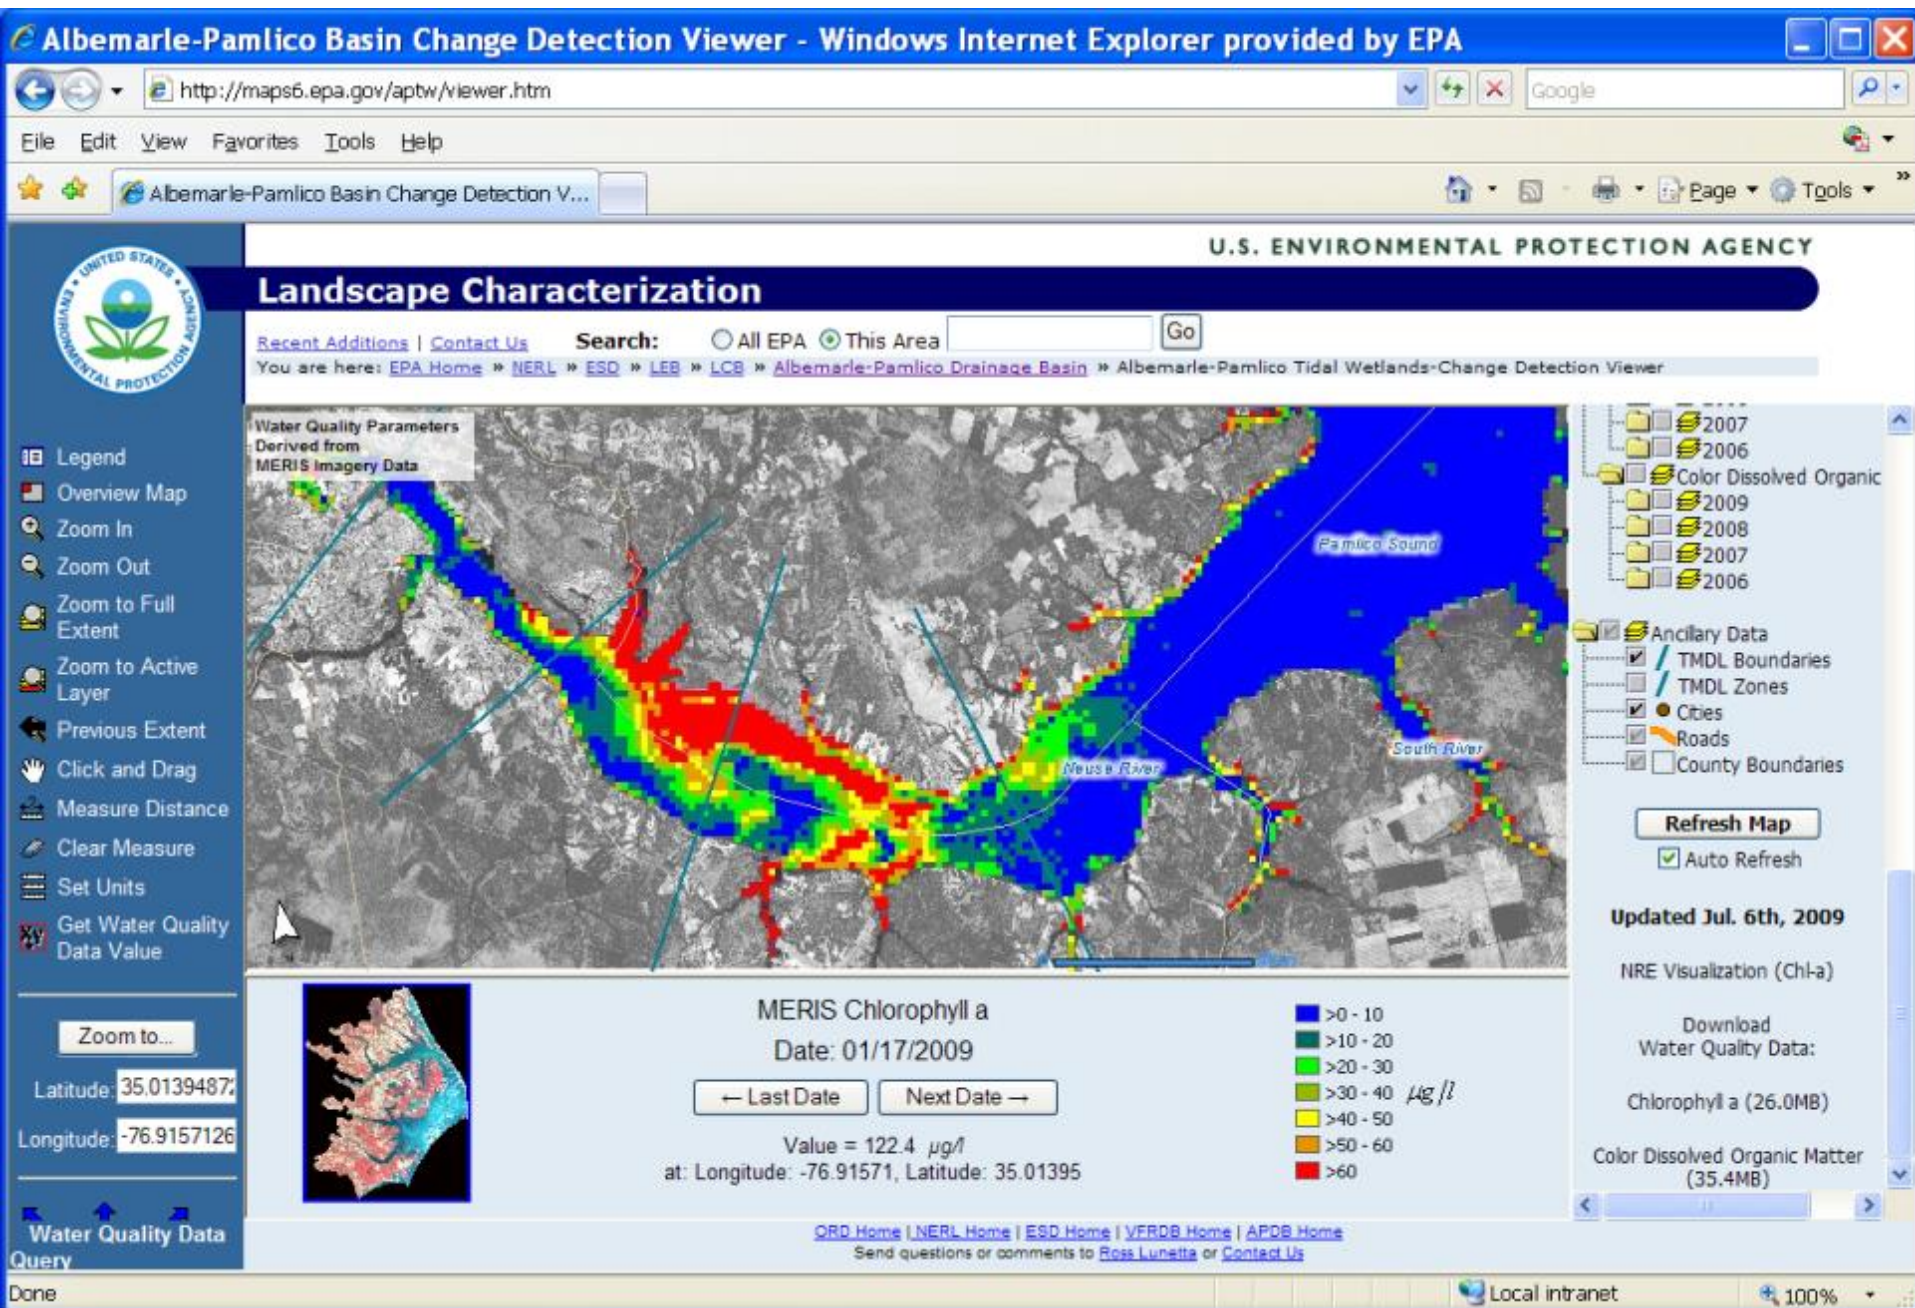 Albemarle-Pamlico Basin Change Detection Viewer - Windows Internet Explorer provided by EPA
http://maps6.epa.gov/aptw/viewer.htm
Google
File Edit View Favorites Tools Help
Albemarle-Pamlico Basin Change Detection V...
Page Tools
UNITED STATES ENVIRONMENTAL PROTECTION AGENCY
U.S. ENVIRONMENTAL PROTECTION AGENCY
Landscape Characterization
Recent Additions | Contact Us Search: All EPA This Area Go
You are here: EPA Home » NERL » ESD » LEB » LCB » Albemarle-Pamlico Drainage Basin » Albemarle-Pamlico Tidal Wetlands-Change Detection Viewer
Legend
Overview Map
Zoom In
Zoom Out
Zoom to Full
Extent
Zoom to Active
Layer
Previous Extent
Click and Drag
Measure Distance
Clear Measure
Set Units
Get Water Quality
Data Value
Zoom to...
Latitude: 35.01394872
Longitude: -76.9157126
Water Quality Data
Query
Water Quality Parameters
Derived from
MERIS Imagery Data
Pamlico Sound
South River
Neuse River
2007
2006
Color Dissolved Organic
2009
2008
2007
2006
Ancillary Data
TMDL Boundaries
TMDL Zones
Cities
Roads
County Boundaries
Refresh Map
Auto Refresh
Updated Jul. 6th, 2009
NRE Visualization (Chl-a)
Download
Water Quality Data:
Chlorophyll a (26.0MB)
Color Dissolved Organic Matter
(35.4MB)
MERIS Chlorophyll a
Date: 01/17/2009
← Last Date Next Date →
Value = 122.4 µg/l
at: Longitude: -76.91571, Latitude: 35.01395
>0 - 10
>10 - 20
>20 - 30
>30 - 40 µg/l
>40 - 50
>50 - 60
>60
ORD Home | NERL Home | ESD Home | VFRDB Home | APDB Home
Send questions or comments to Ross Lunetta or Contact Us
Done Local intranet 100%